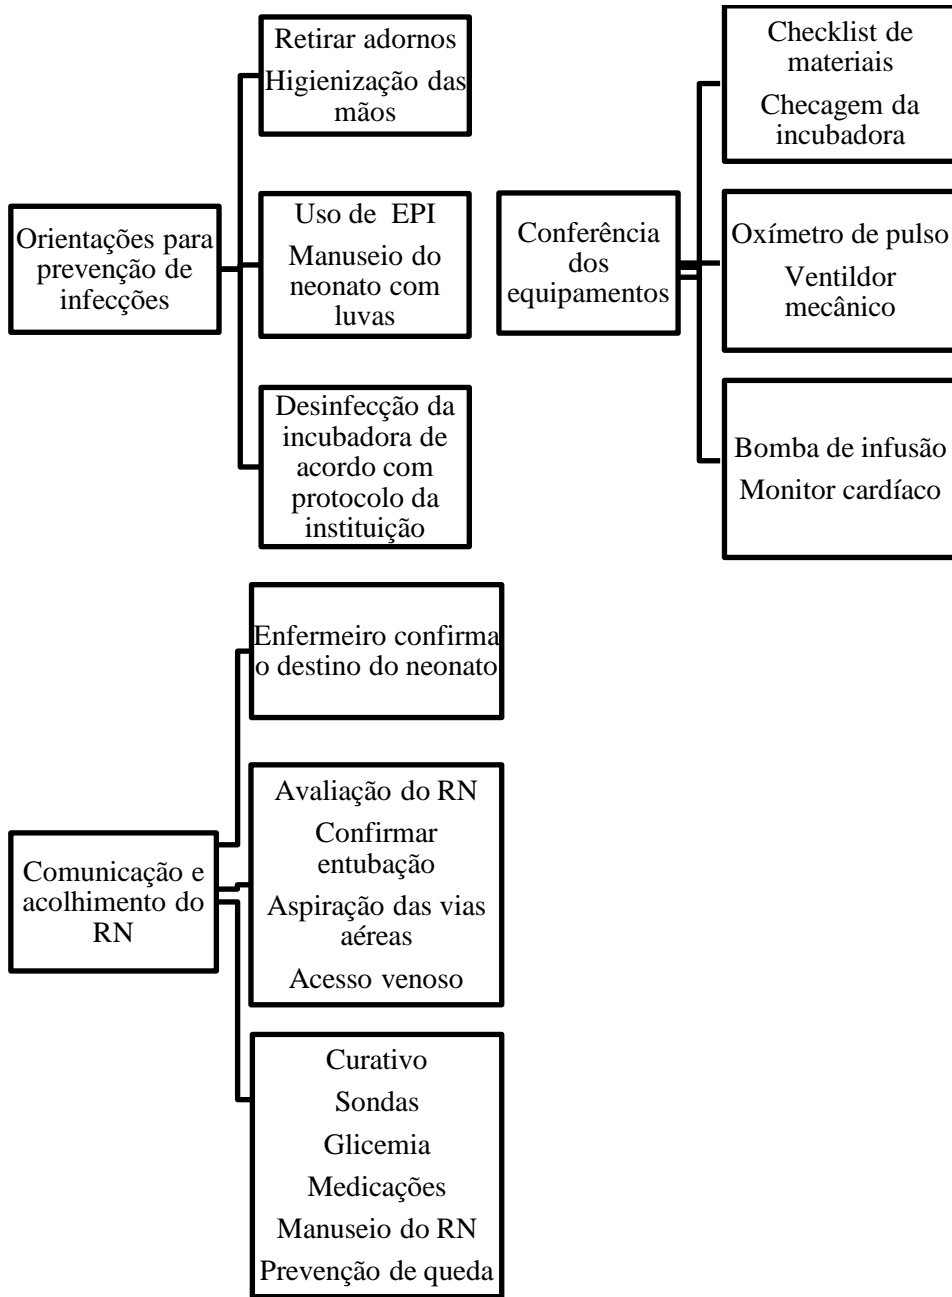 Orientações para
prevenção de
infecções
Retirar adornos
Higienização das
mãos
Uso de EPI
Manuseio do
neonato com
luvas
Desinfecção da
incubadora de
acordo com
protocolo da
instituição
Conferência
dos
equipamentos
Checklist de
materiais
Checagem da
incubadora
Oxímetro de pulso
Ventildor
mecânico
Bomba de infusão
Monitor cardíaco
Comunicação e
acolhimento do
RN
Enfermeiro confirma
o destino do neonato
Avaliação do RN
Confirmar
entubação
Aspiração das vias
aéreas
Acesso venoso
Curativo
Sondas
Glicemia
Medicações
Manuseio do RN
Prevenção de queda